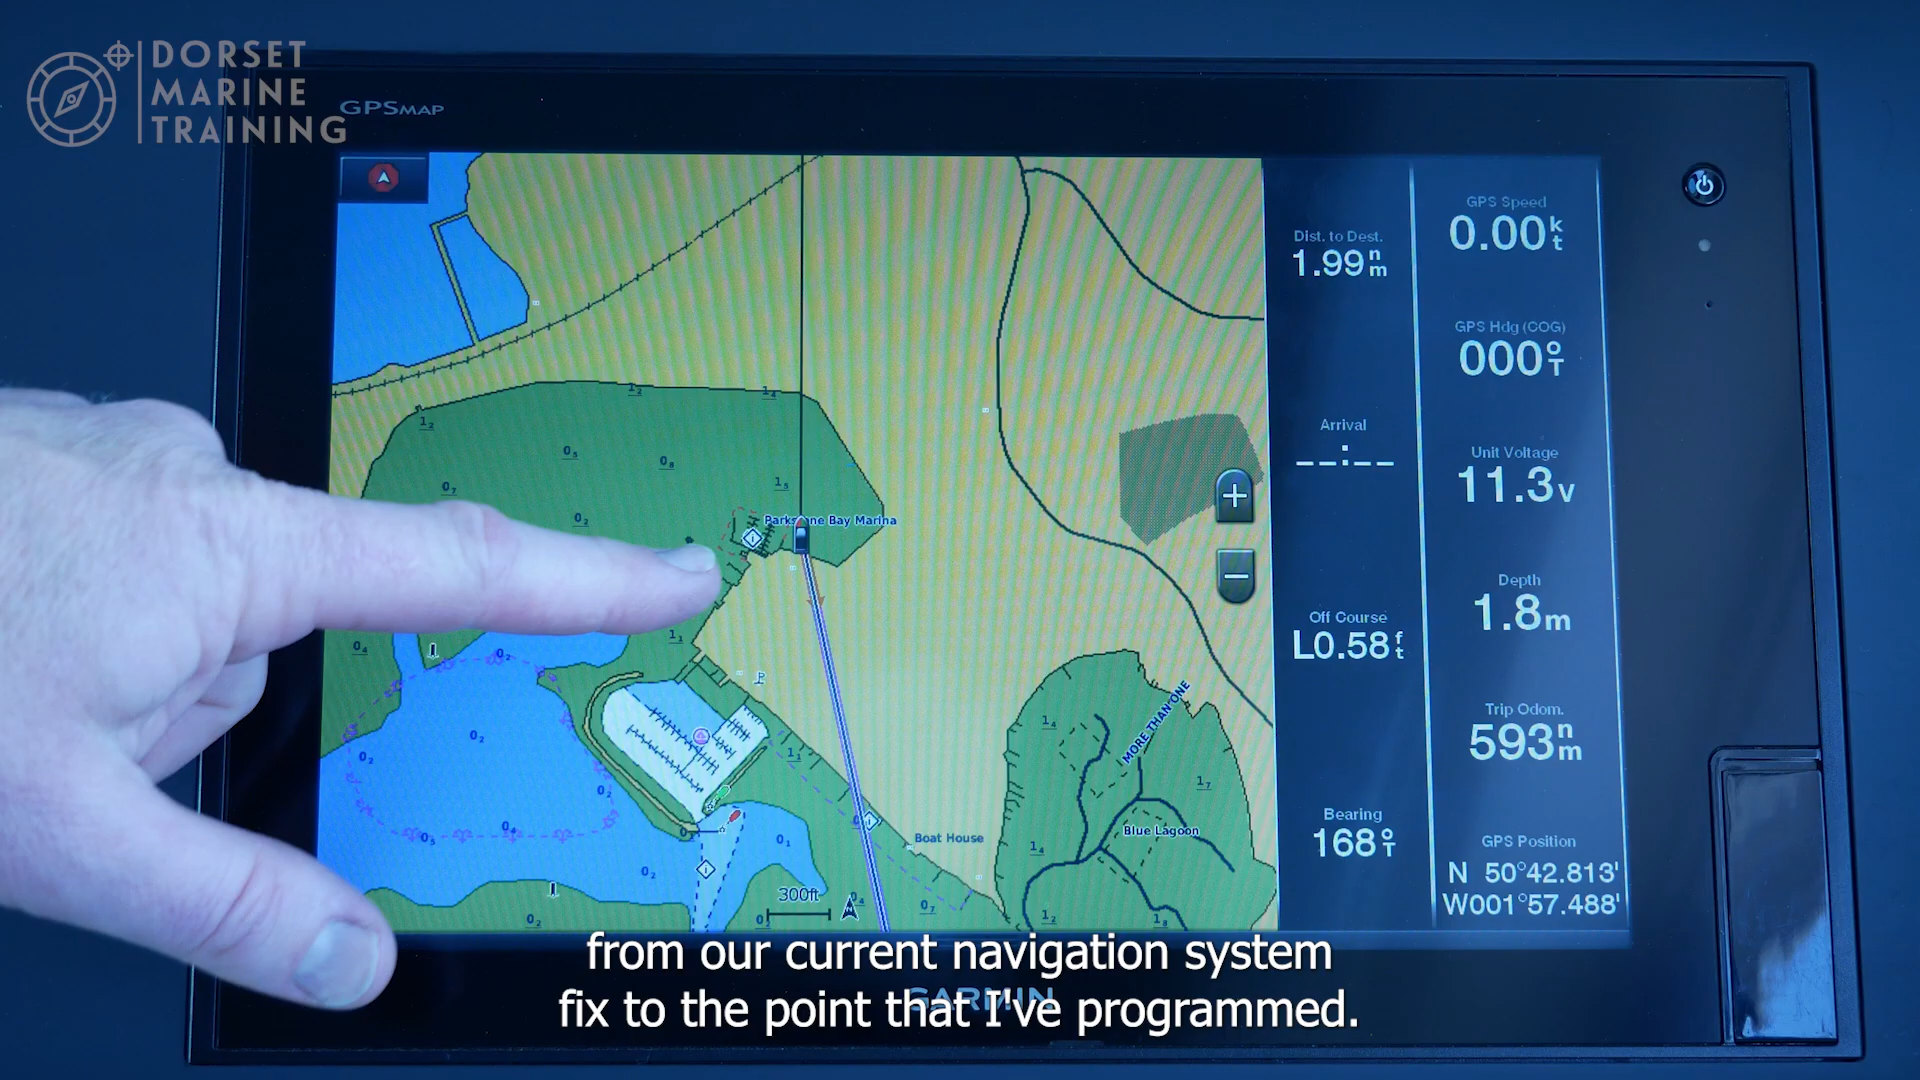 DORSET
MARINE
TRAINING
GPSMAP
GPS Speed
0.00kt
Dist. to Dest.
1.99nm
GPS Hdg (COG)
000°T
Arrival
--:--
Unit Voltage
11.3v
Depth
1.8m
Off Course
L0.58ft
Trip Odom.
593nm
Bearing
168°T
GPS Position
N 50°42.813'
W001°57.488'
Bay Marina
MORE THAN ONE
Blue Lagoon
Boat House
300ft
from our current navigation system
fix to the point that I've programmed.
GARMIN